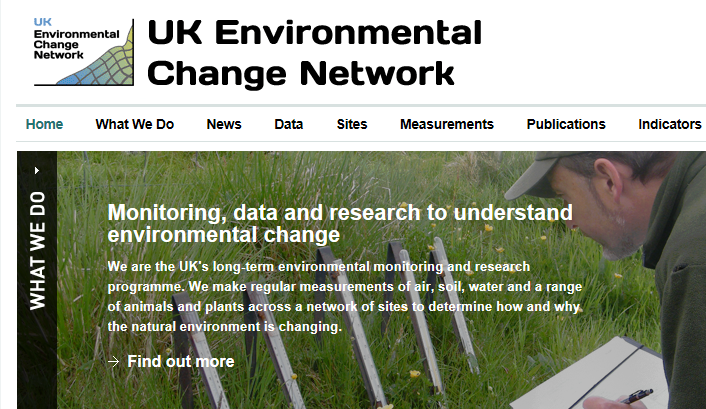 UK
Environmental
Change
Network
UK Environmental
Change Network
Home What We Do News Data Sites Measurements Publications Indicators
WHAT WE DO
Monitoring, data and research to understand
environmental change
We are the UK's long-term environmental monitoring and research
programme. We make regular measurements of air, soil, water and a range
of animals and plants across a network of sites to determine how and why
the natural environment is changing.
Find out more